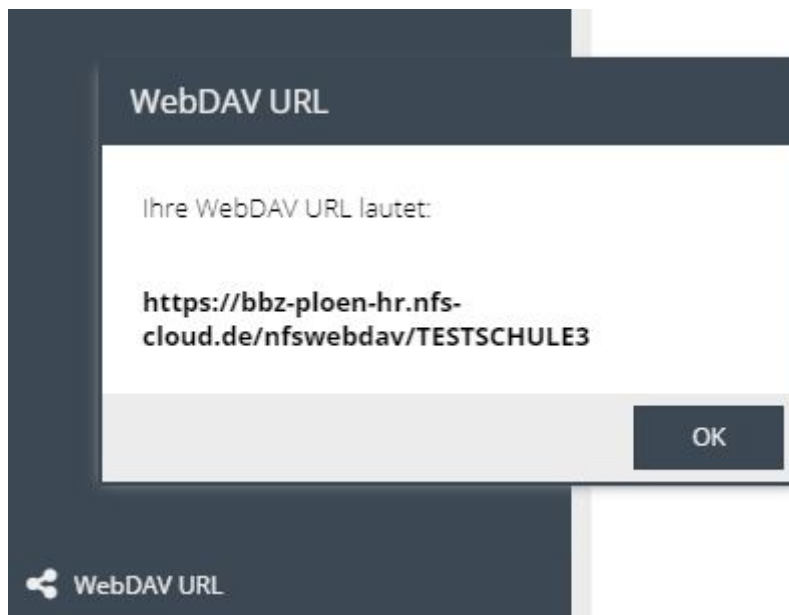 WebDAV URL
Ihre WebDAV URL lautet:
https://bbz-ploen-hr.nfs-
cloud.de/nfswebdav/TESTSCHULE3
OK
WebDAV URL